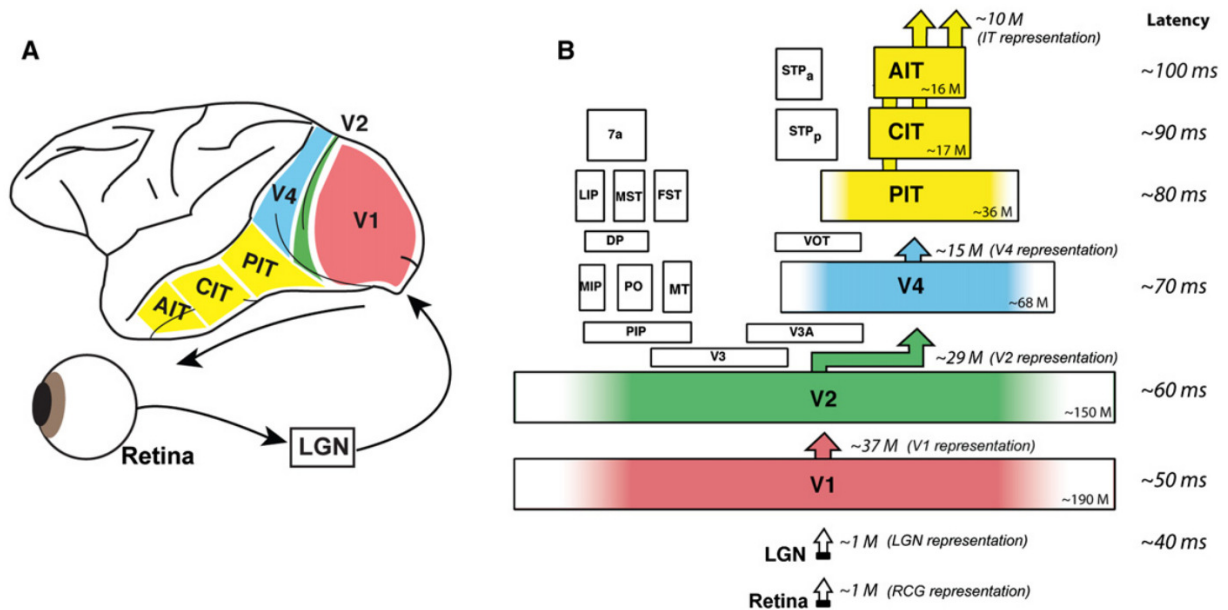 A
V2
V4
V1
PIT
CIT
AIT
Retina
LGN
B
Latency
~10 M
(IT representation)
STPa
AIT
~16 M
~100 ms
7a
STPp
CIT
~17 M
~90 ms
LIP
MST
FST
PIT
~36 M
~80 ms
DP
VOT
~15 M (V4 representation)
MIP
PO
MT
V4
~68 M
~70 ms
PIP
V3A
V3
~29 M (V2 representation)
V2
~150 M
~60 ms
~37 M (V1 representation)
V1
~190 M
~50 ms
LGN
~1 M (LGN representation)
~40 ms
Retina
~1 M (RCG representation)